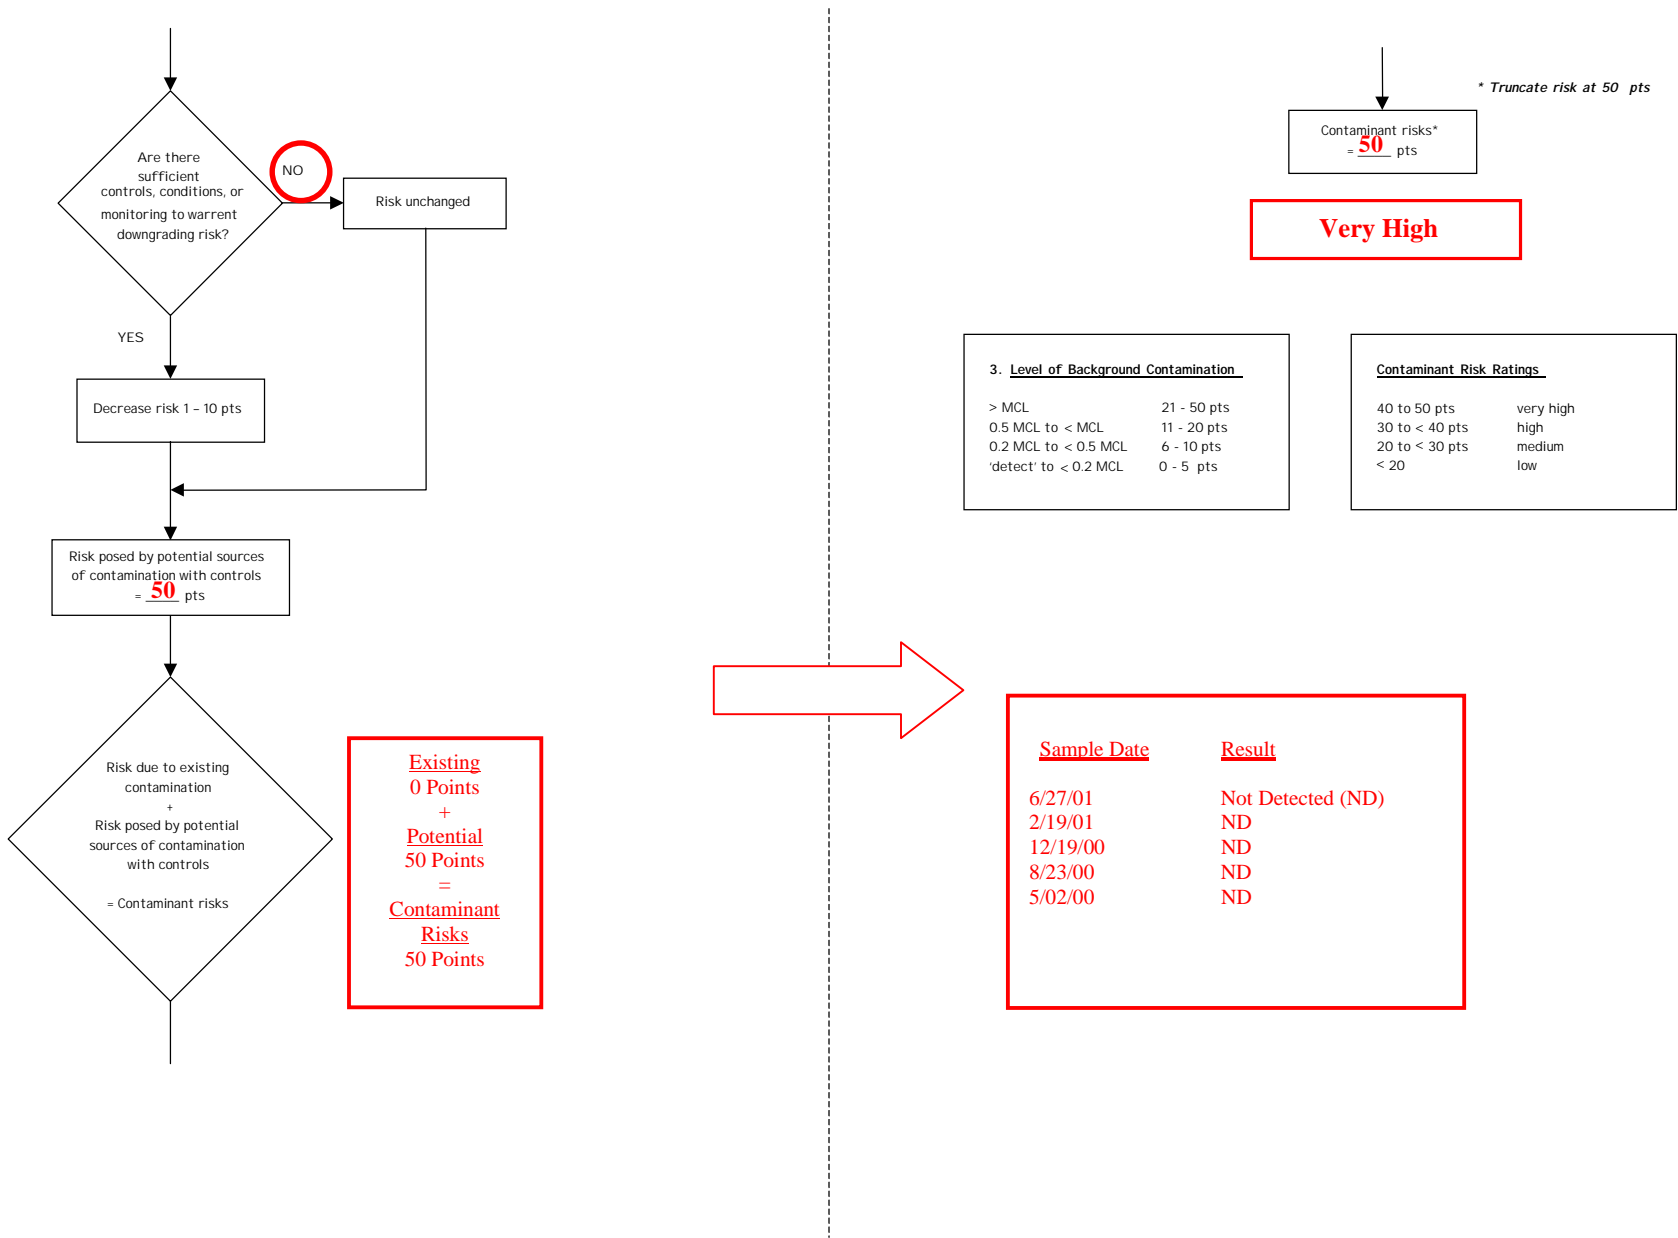 Are there
sufficient
controls, conditions, or
monitoring to warrent
downgrading risk?
NO
Risk unchanged
YES
Decrease risk 1 – 10 pts
Risk posed by potential sources
of contamination with controls
= 50 pts
Risk due to existing
contamination
+
Risk posed by potential
sources of contamination
with controls
= Contaminant risks
Existing
0 Points
+
Potential
50 Points
=
Contaminant
Risks
50 Points
* Truncate risk at 50 pts
Contaminant risks*
= 50 pts
Very High
3. Level of Background Contamination
> MCL 21 - 50 pts
0.5 MCL to < MCL 11 - 20 pts
0.2 MCL to < 0.5 MCL 6 - 10 pts
'detect' to < 0.2 MCL 0 - 5 pts
Contaminant Risk Ratings
40 to 50 pts very high
30 to < 40 pts high
20 to < 30 pts medium
< 20 low
Sample Date Result
6/27/01 Not Detected (ND)
2/19/01 ND
12/19/00 ND
8/23/00 ND
5/02/00 ND